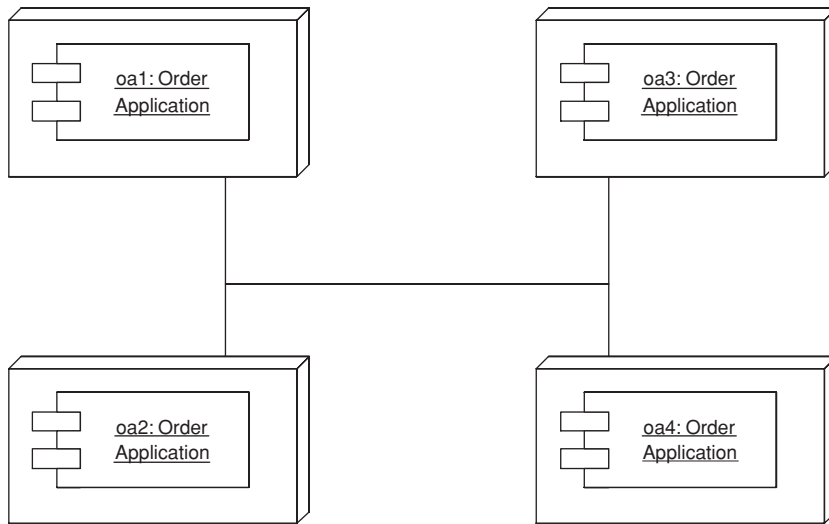 oa1: Order
Application
oa3: Order
Application
oa2: Order
Application
oa4: Order
Application